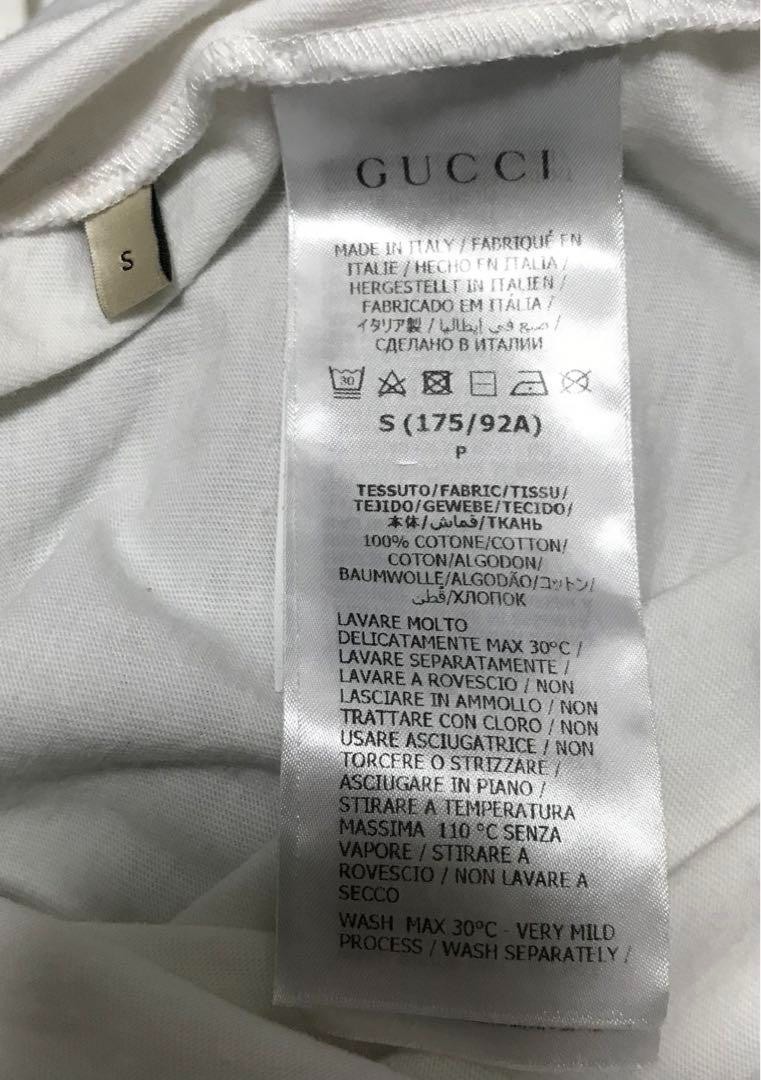 GUCCI
S
MADE IN ITALY / FABRIQUÉ EN
ITALIE / HECHO EN ITALIA /
HERGESTELLT IN ITALIEN /
FABRICADO EM ITÁLIA /
イタリア製 / صنع في إيطاليا /
СДЕЛАНО В ИТАЛИИ
30
S (175/92A)
P
TESSUTO/FABRIC/TISSU/
TEJIDO/GEWEBE/TECIDO/
本体/قماش/ТКАНЬ
100% COTONE/COTTON/
COTON/ALGODON/
BAUMWOLLE/ALGODÃO/コットン/
قطن/ХЛОПОК
LAVARE MOLTO
DELICATAMENTE MAX 30°C /
LAVARE SEPARATAMENTE /
LAVARE A ROVESCIO / NON
LASCIARE IN AMMOLLO / NON
TRATTARE CON CLORO / NON
USARE ASCIUGATRICE / NON
TORCERE O STRIZZARE /
ASCIUGARE IN PIANO /
STIRARE A TEMPERATURA
MASSIMA 110 °C SENZA
VAPORE / STIRARE A
ROVESCIO / NON LAVARE A
SECCO
WASH MAX 30°C - VERY MILD
PROCESS / WASH SEPARATELY /